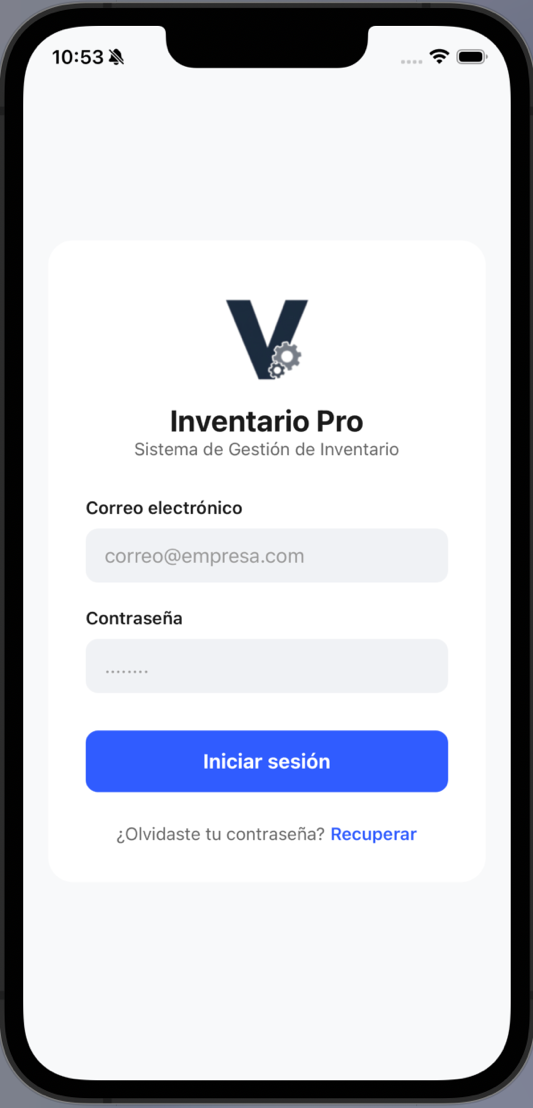 10:53
V
Inventario Pro
Sistema de Gestión de Inventario
Correo electrónico
correo@empresa.com
Contraseña
........
Iniciar sesión
¿Olvidaste tu contraseña? Recuperar